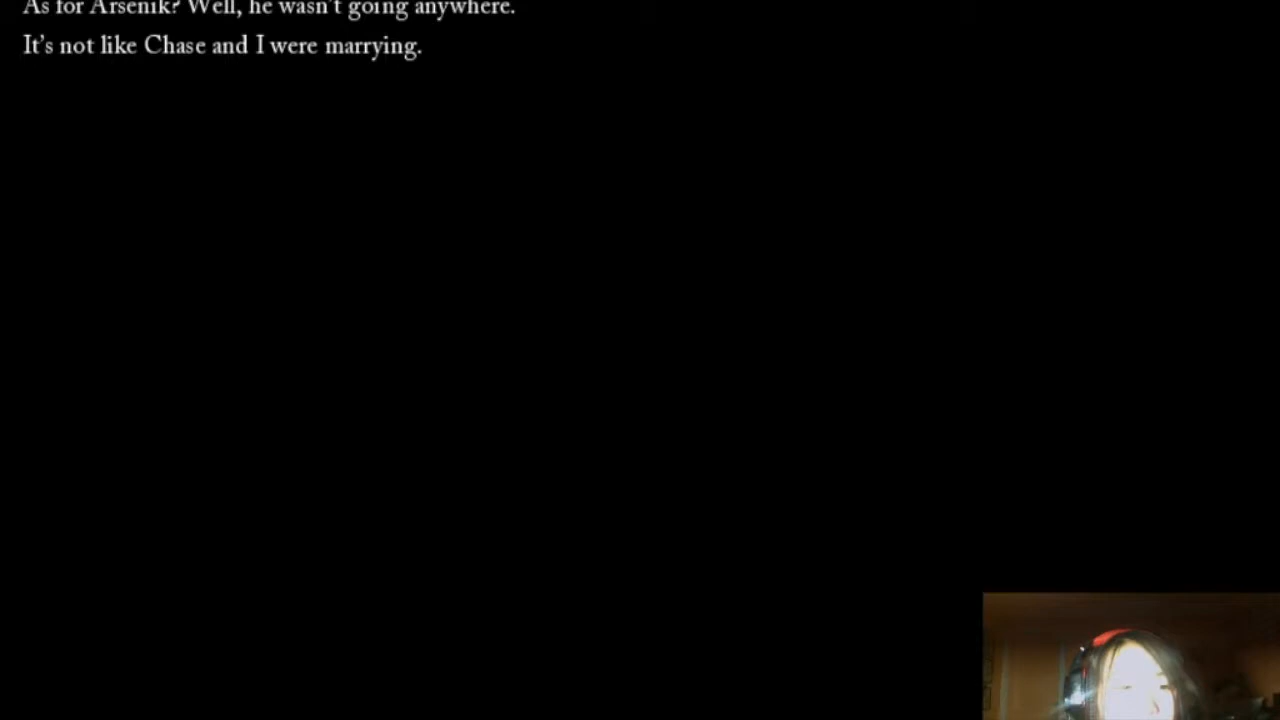 As for Arsenik? Well, he wasn't going anywhere.
It's not like Chase and I were marrying.